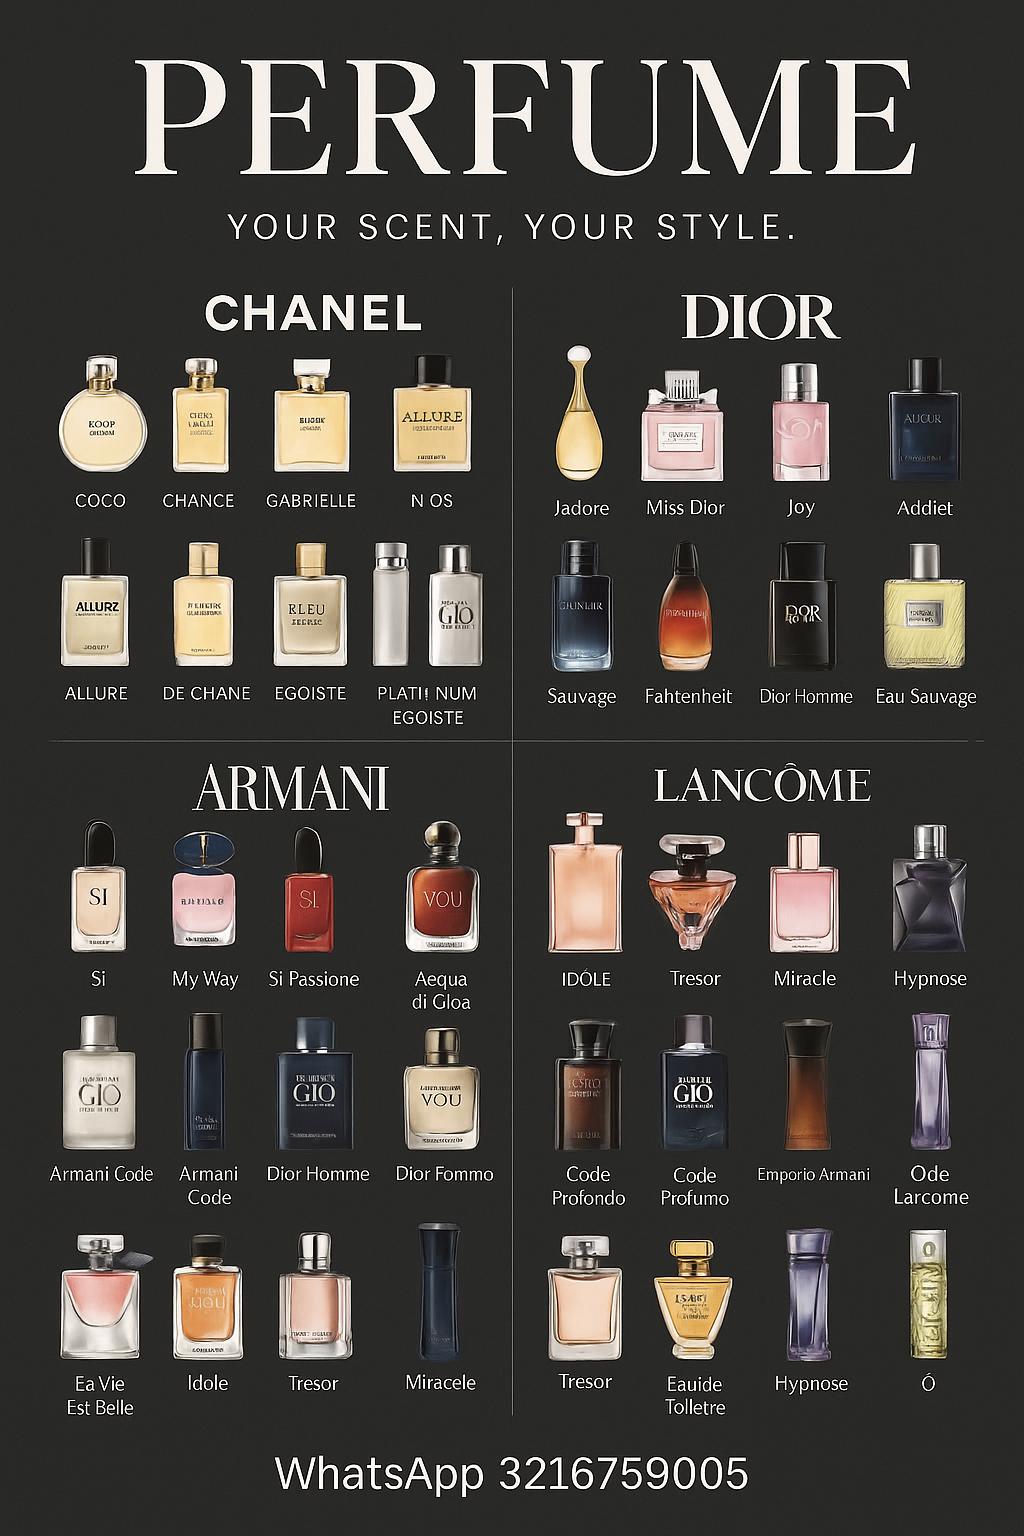 PERFUME
YOUR SCENT, YOUR STYLE.
CHANEL
KOOP
ALLURE
COCO
CHANCE
GABRIELLE
N OS
ALLURZ
RLEU
GIO
ALLURE
DE CHANE
EGOISTE
PLATI! NUM
EGOISTE
DIOR
AUCUR
Jadore
Miss Dior
Joy
Addiet
DOR
Sauvage
Fahtenheit
Dior Homme
Eau Sauvage
ARMANI
SI
SI
VOU
Si
My Way
Si Passione
Aequa
di Gloa
GIO
GIO
VOU
Armani Code
Armani
Code
Dior Homme
Dior Fommo
Ea Vie
Est Belle
Idole
Tresor
Miracele
LANCÔME
IDÓLE
Tresor
Miracle
Hypnose
GIO
Code
Profondo
Code
Profumo
Emporio Armani
Ode
Larcome
Tresor
Eauide
Tolletre
Hypnose
Ó
WhatsApp 3216759005